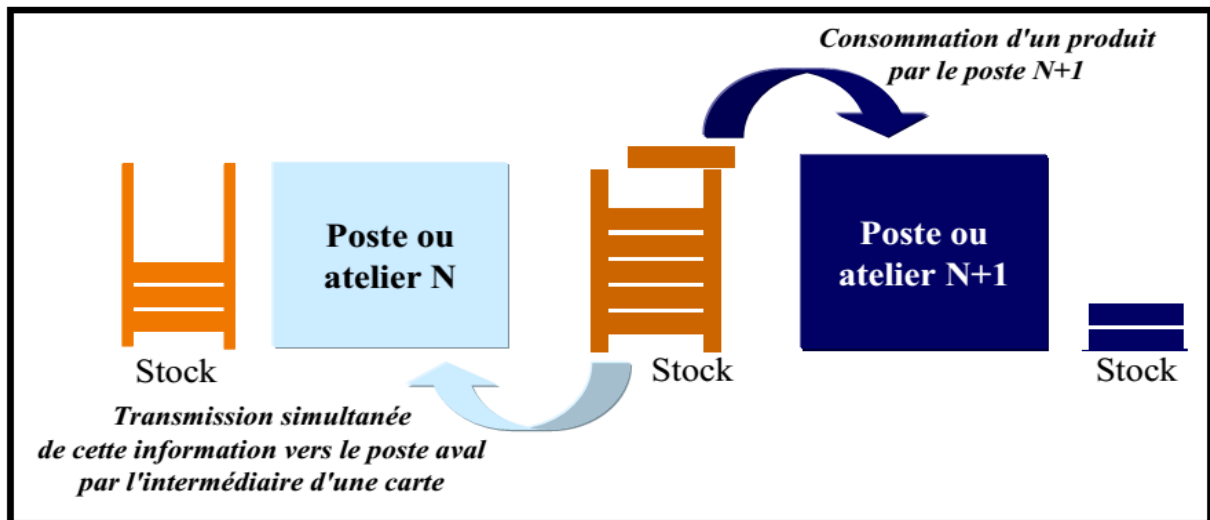 Consommation d'un produit
par le poste N+1
Poste ou
atelier N
Poste ou
atelier N+1
Stock
Stock
Stock
Transmission simultanée
de cette information vers le poste aval
par l'intermédiaire d'une carte